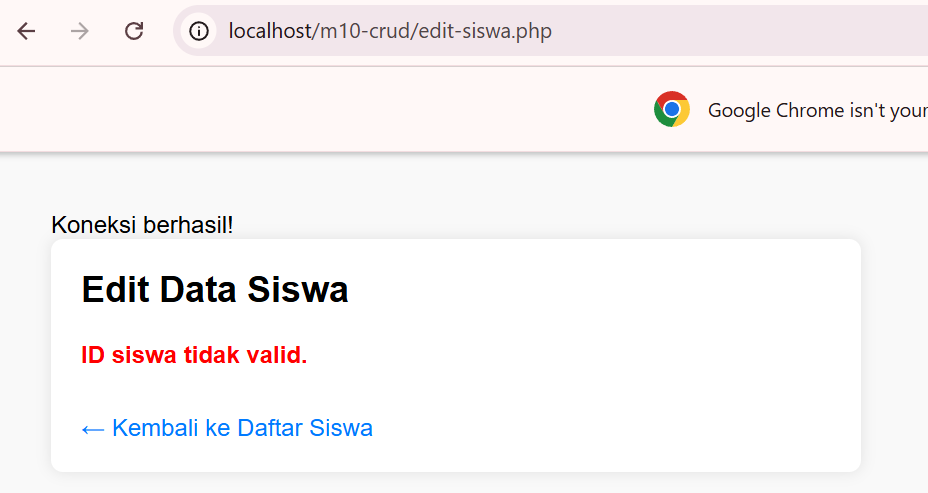 localhost/m10-crud/edit-siswa.php
Google Chrome isn't your
Koneksi berhasil!
Edit Data Siswa
ID siswa tidak valid.
← Kembali ke Daftar Siswa